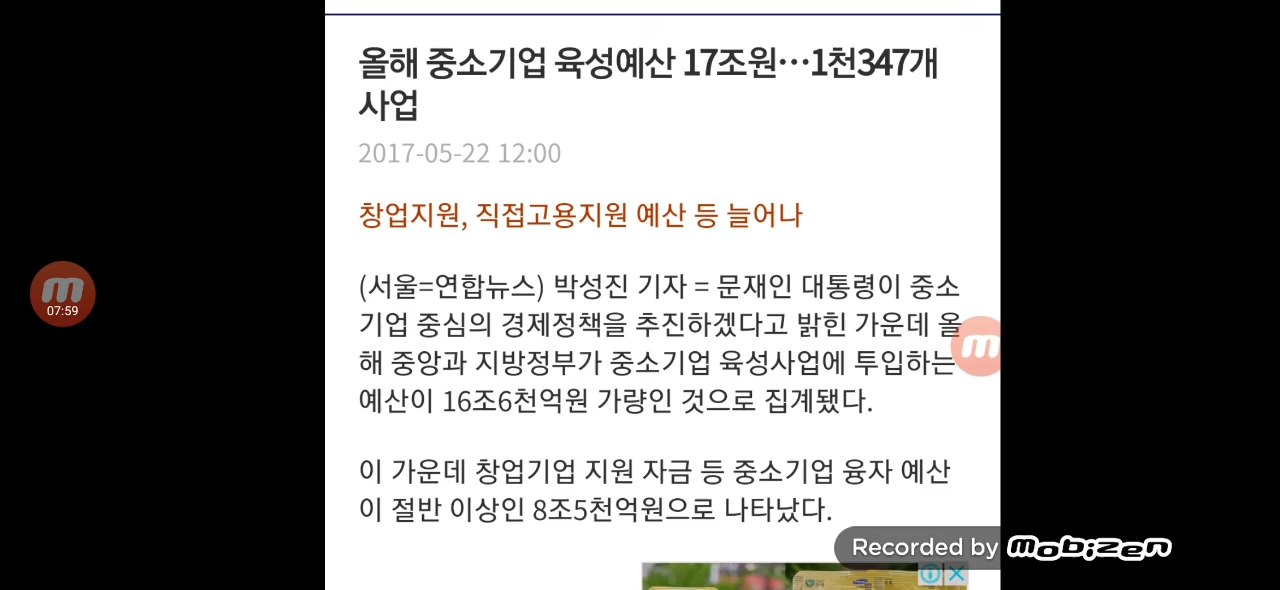 올해 중소기업 육성예산 17조원…1천347개
사업
2017-05-22 12:00
창업지원, 직접고용지원 예산 등 늘어나
(서울=연합뉴스) 박성진 기자 = 문재인 대통령이 중소
기업 중심의 경제정책을 추진하겠다고 밝힌 가운데 올
해 중앙과 지방정부가 중소기업 육성사업에 투입하는
예산이 16조6천억원 가량인 것으로 집계됐다.
이 가운데 창업기업 지원 자금 등 중소기업 융자 예산
이 절반 이상인 8조5천억원으로 나타났다.
07:59
Recorded by mobizen